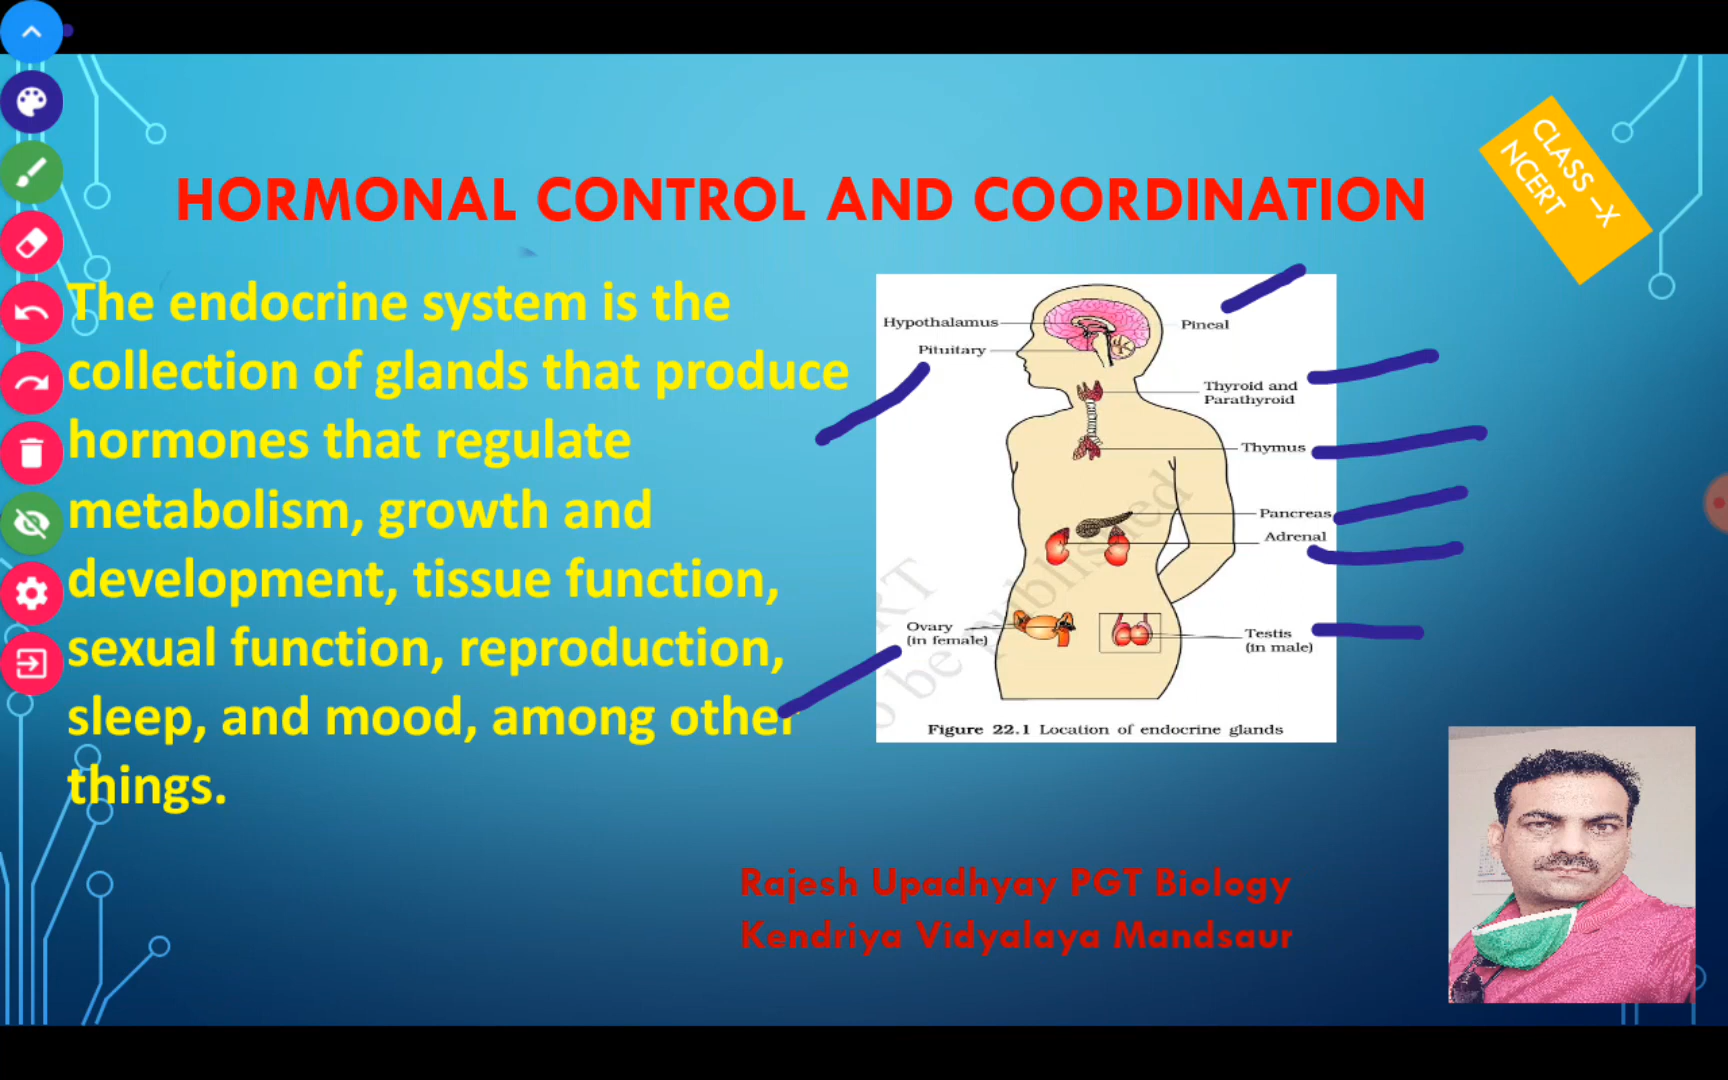 HORMONAL CONTROL AND COORDINATION
CLASS –X
NCERT
The endocrine system is the
collection of glands that produce
hormones that regulate
metabolism, growth and
development, tissue function,
sexual function, reproduction,
sleep, and mood, among other
things.
Hypothalamus
Pineal
Pituitary
Thyroid and
Parathyroid
Thymus
Pancreas
Adrenal
Ovary
(in female)
Testis
(in male)
be published
Figure 22.1 Location of endocrine glands
Rajesh Upadhyay PGT Biology
Kendriya Vidyalaya Mandsaur